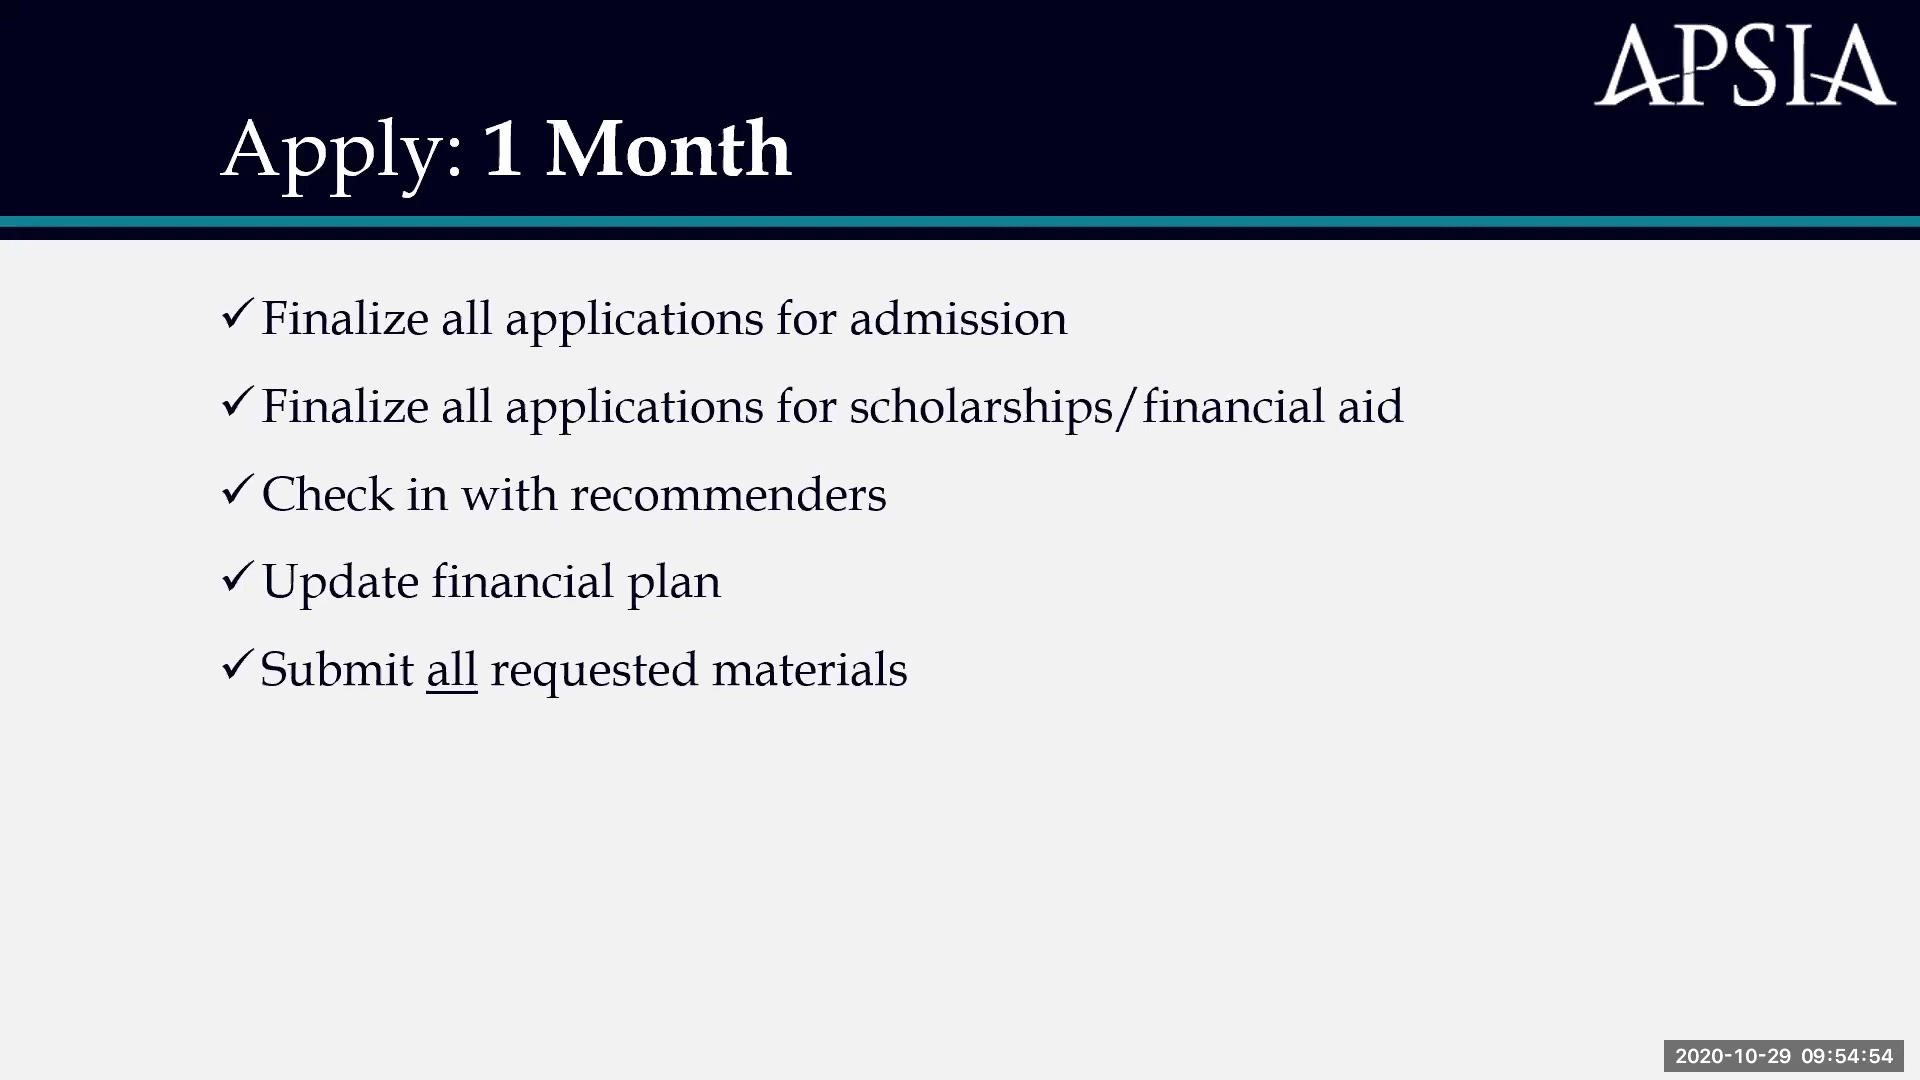 APSIA
Apply: 1 Month
✓ Finalize all applications for admission
✓ Finalize all applications for scholarships/financial aid
✓ Check in with recommenders
✓ Update financial plan
✓ Submit all requested materials
2020-10-29 09:54:54